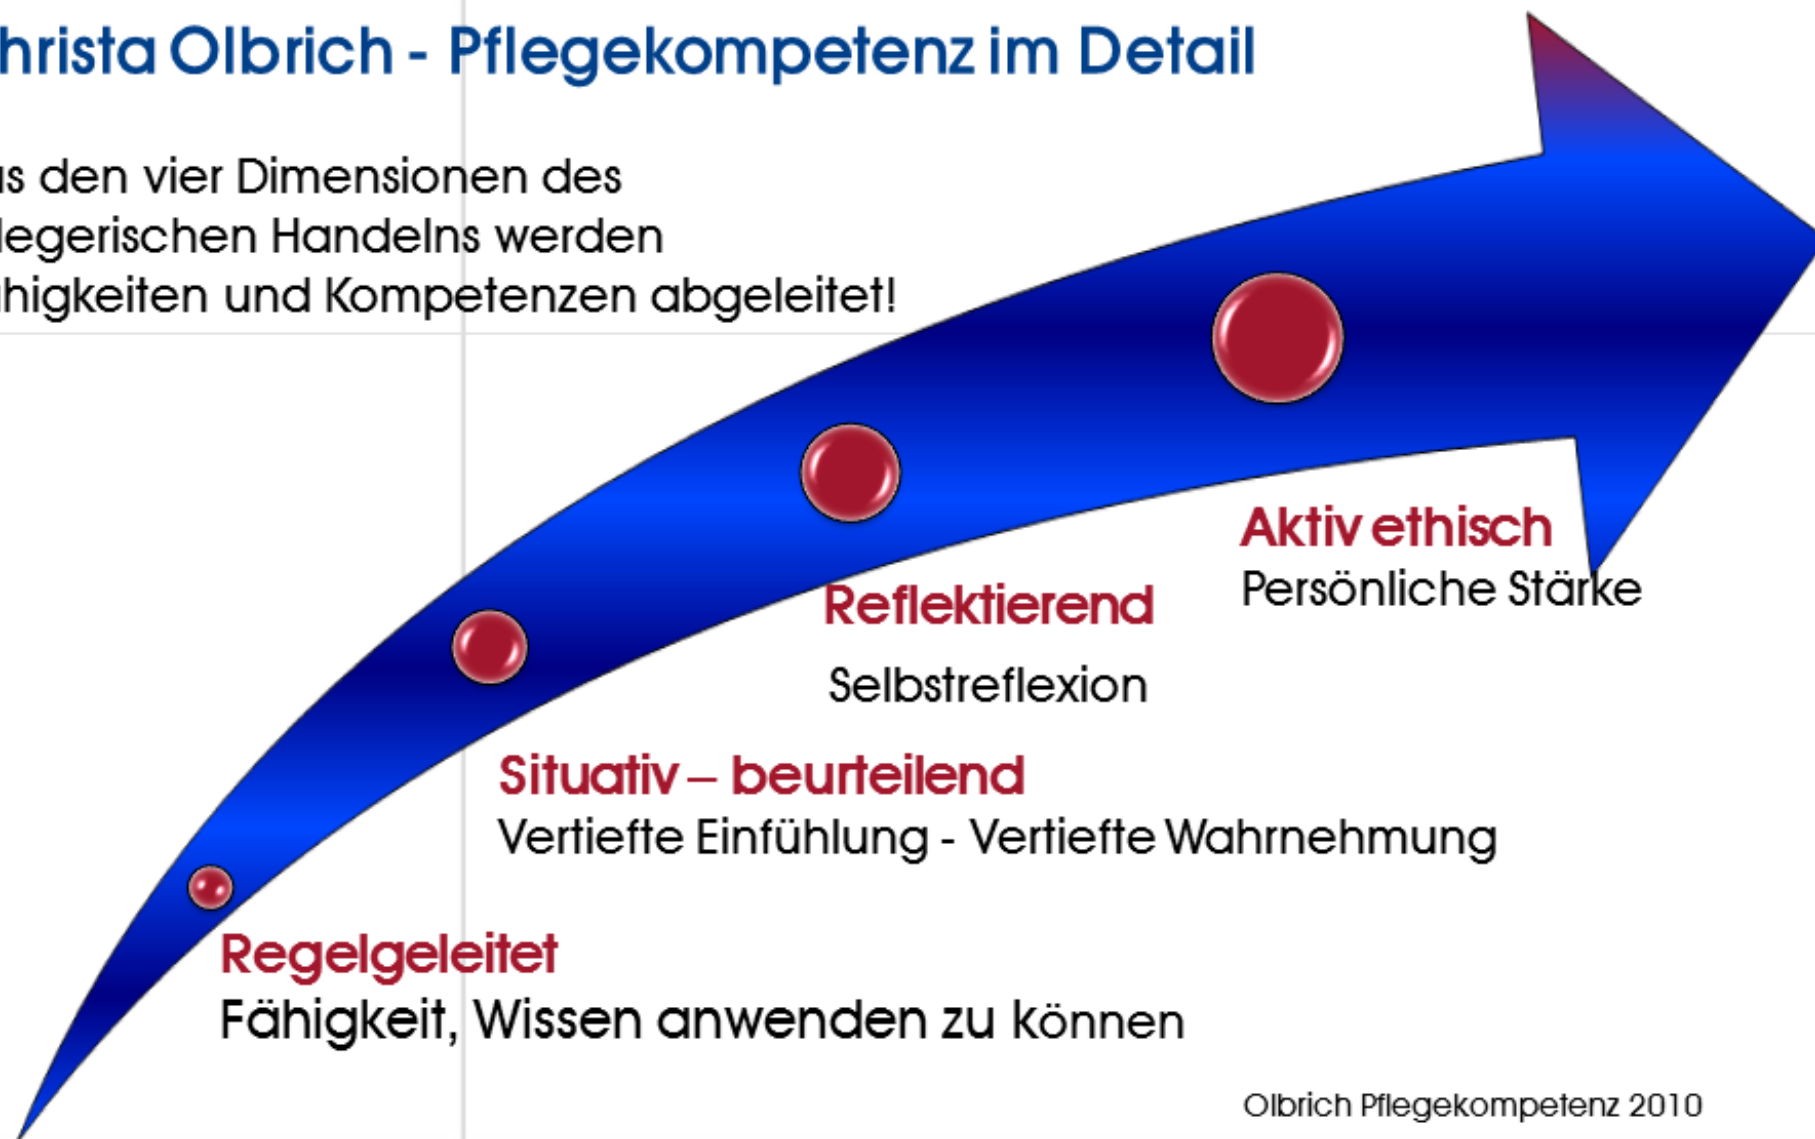 hrista Olbrich - Pflegekompetenz im Detail
s den vier Dimensionen des
legerischen Handelns werden
higkeiten und Kompetenzen abgeleitet!
Aktiv ethisch
Persönliche Stärke
Reflektierend
Selbstreflexion
Situativ – beurteilend
Vertiefte Einfühlung - Vertiefte Wahrnehmung
Regelgeleitet
Fähigkeit, Wissen anwenden zu können
Olbrich Pflegekompetenz 2010